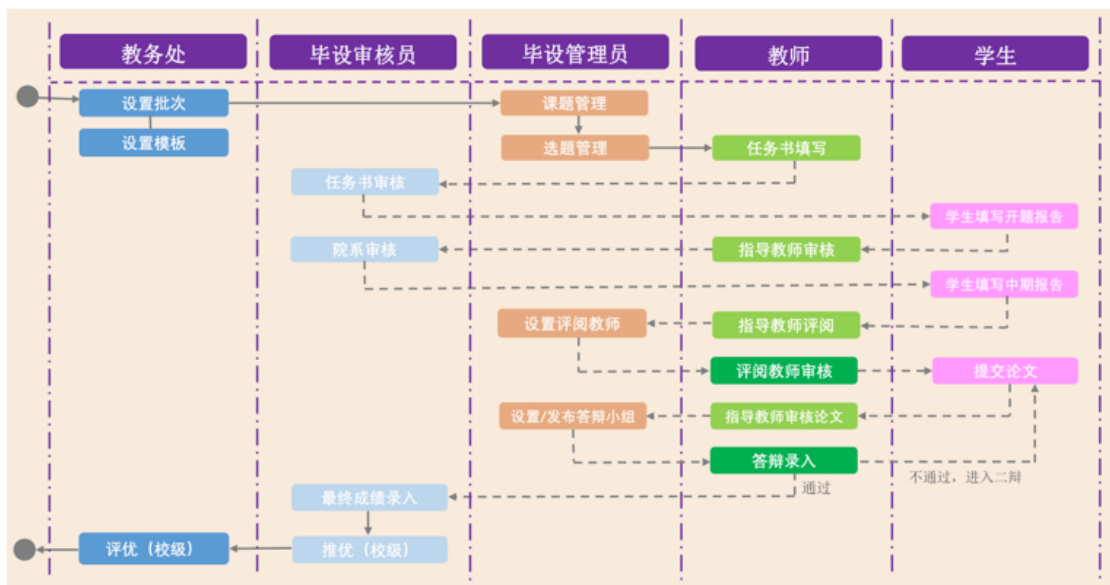 教务处
毕设审核员
毕设管理员
教师
学生
设置批次
课题管理
设置模板
选题管理
任务书填写
任务书审核
学生填写开题报告
院系审核
指导教师审核
学生填写中期报告
设置评阅教师
指导教师评阅
评阅教师审核
提交论文
设置/发布答辩小组
指导教师审核论文
答辩录入
不通过，进入二辩
通过
最终成绩录入
评优（校级）
推优（校级）